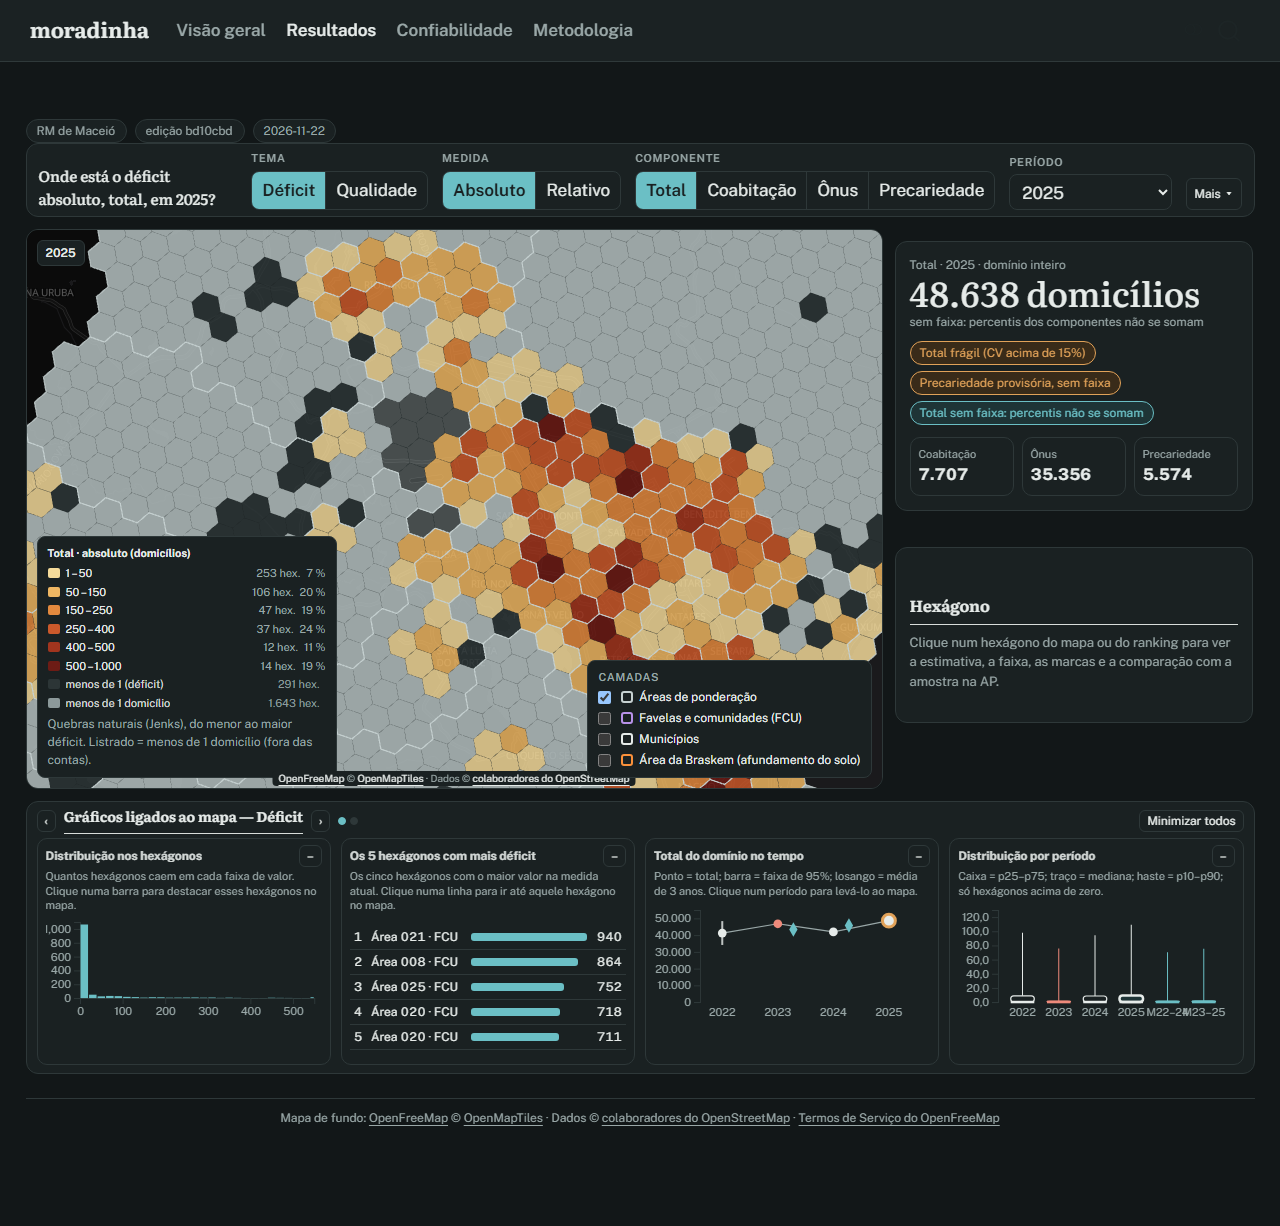 moradinha Visão geral Resultados Confiabilidade Metodologia
RM de Maceió edição bd10cbd 2026-11-22
Onde está o déficit
absoluto, total, em 2025?
TEMA
Déficit Qualidade
MEDIDA
Absoluto Relativo
COMPONENTE
Total Coabitação Ônus Precariedade
PERÍODO
2025
Mais
2025
NA URUBA
Total · absoluto (domicílios)
1–50 253 hex. 7 %
50–150 106 hex. 20 %
150–250 47 hex. 19 %
250–400 37 hex. 24 %
400–500 12 hex. 11 %
500–1.000 14 hex. 19 %
menos de 1 (déficit) 291 hex.
menos de 1 domicílio 1.643 hex.
Quebras naturais (Jenks), do menor ao maior
déficit. Listrado = menos de 1 domicílio (fora das
contas).
CAMADAS
Áreas de ponderação
Favelas e comunidades (FCU)
Municípios
Área da Braskem (afundamento do solo)
OpenFreeMap © OpenMapTiles · Dados © colaboradores do OpenStreetMap
Total · 2025 · domínio inteiro
48.638 domicílios
sem faixa: percentis dos componentes não se somam
Total frágil (CV acima de 15%)
Precariedade provisória, sem faixa
Total sem faixa: percentis não se somam
Coabitação
7.707
Ônus
35.356
Precariedade
5.574
Hexágono
Clique num hexágono do mapa ou do ranking para ver
a estimativa, a faixa, as marcas e a comparação com a
amostra na AP.
‹ Gráficos ligados ao mapa — Déficit ›
Minimizar todos
Distribuição nos hexágonos –
Quantos hexágonos caem em cada faixa de valor.
Clique numa barra para destacar esses hexágonos no
mapa.
800
600
400
200
0
0 100 200 300 400 500
Os 5 hexágonos com mais déficit –
Os cinco hexágonos com o maior valor na medida
atual. Clique numa linha para ir até aquele hexágono
no mapa.
1 Área 021 · FCU 940
2 Área 008 · FCU 864
3 Área 025 · FCU 752
4 Área 020 · FCU 718
5 Área 020 · FCU 711
Total do domínio no tempo –
Ponto = total; barra = faixa de 95%; losango = média
de 3 anos. Clique num período para levá-lo ao mapa.
50.000
40.000
30.000
20.000
10.000
0
2022 2023 2024 2025
Distribuição por período –
Caixa = p25–p75; traço = mediana; haste = p10–p90;
só hexágonos acima de zero.
120,0
100,0
80,0
60,0
40,0
20,0
0,0
2022 2023 2024 2025 M22–24 M23–25
Mapa de fundo: OpenFreeMap © OpenMapTiles · Dados © colaboradores do OpenStreetMap · Termos de Serviço do OpenFreeMap